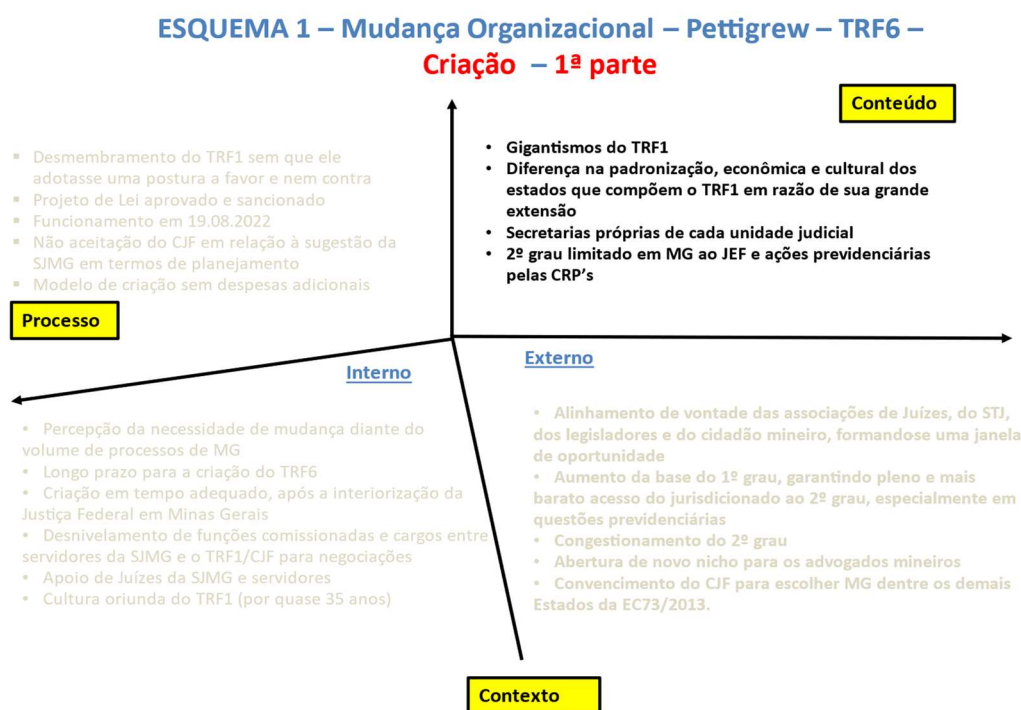 ESQUEMA 1 – Mudança Organizacional – Pettigrew – TRF6 –
Criação – 1ª parte
Conteúdo
• Gigantismos do TRF1
• Diferença na padronização, econômica e cultural dos
estados que compõem o TRF1 em razão de sua grande
extensão
• Secretarias próprias de cada unidade judicial
• 2º grau limitado em MG ao JEF e ações previdenciárias
pelas CRP’s
▪ Desmembramento do TRF1 sem que ele
adotasse uma postura a favor e nem contra
▪ Projeto de Lei aprovado e sancionado
▪ Funcionamento em 19.08.2022
▪ Não aceitação do CJF em relação à sugestão da
SJMG em termos de planejamento
▪ Modelo de criação sem despesas adicionais
Processo
Interno
Externo
• Percepção da necessidade de mudança diante do
volume de processos de MG
• Longo prazo para a criação do TRF6
• Criação em tempo adequado, após a interiorização da
Justiça Federal em Minas Gerais
• Desnivelamento de funções comissionadas e cargos entre
servidores da SJMG e o TRF1/CJF para negociações
• Apoio de Juízes da SJMG e servidores
• Cultura oriunda do TRF1 (por quase 35 anos)
• Alinhamento de vontade das associações de Juízes, do STJ,
dos legisladores e do cidadão mineiro, formando-se uma janela
de oportunidade
• Aumento da base do 1º grau, garantindo pleno e mais
barato acesso do jurisdicionado ao 2º grau, especialmente em
questões previdenciárias
• Congestionamento do 2º grau
• Abertura de novo nicho para os advogados mineiros
• Convencimento do CJF para escolher MG dentre os demais
Estados da EC73/2013.
Contexto